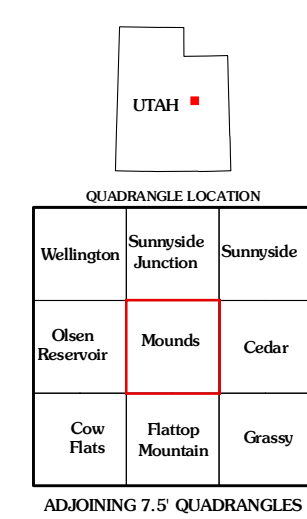 UTAH
QUADRANGLE LOCATION
Wellington
Sunnyside
Junction
Sunnyside
Olsen
Reservoir
Mounds
Cedar
Cow
Flats
Flattop
Mountain
Grassy
ADJOINING 7.5' QUADRANGLES